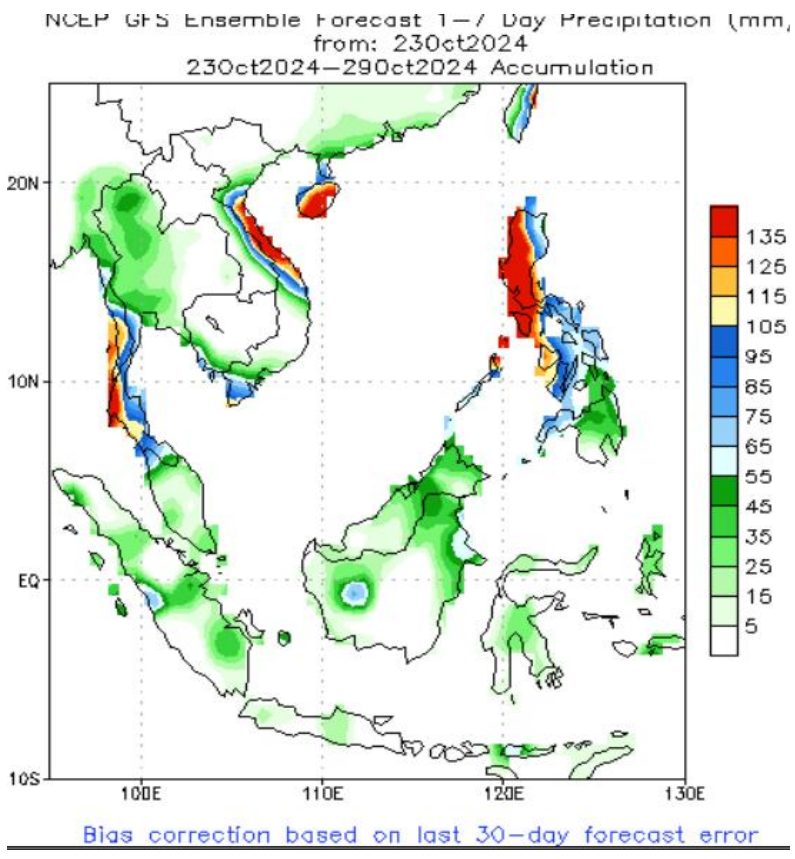 NCEP GFS Ensemble Forecast 1-7 Day Precipitation (mm)
from: 23Oct2024
23Oct2024-29Oct2024 Accumulation
20N
10N
EQ
10S
100E
110E
120E
130E
135
125
115
105
95
85
75
65
55
45
35
25
15
5
Bias correction based on last 30-day forecast error